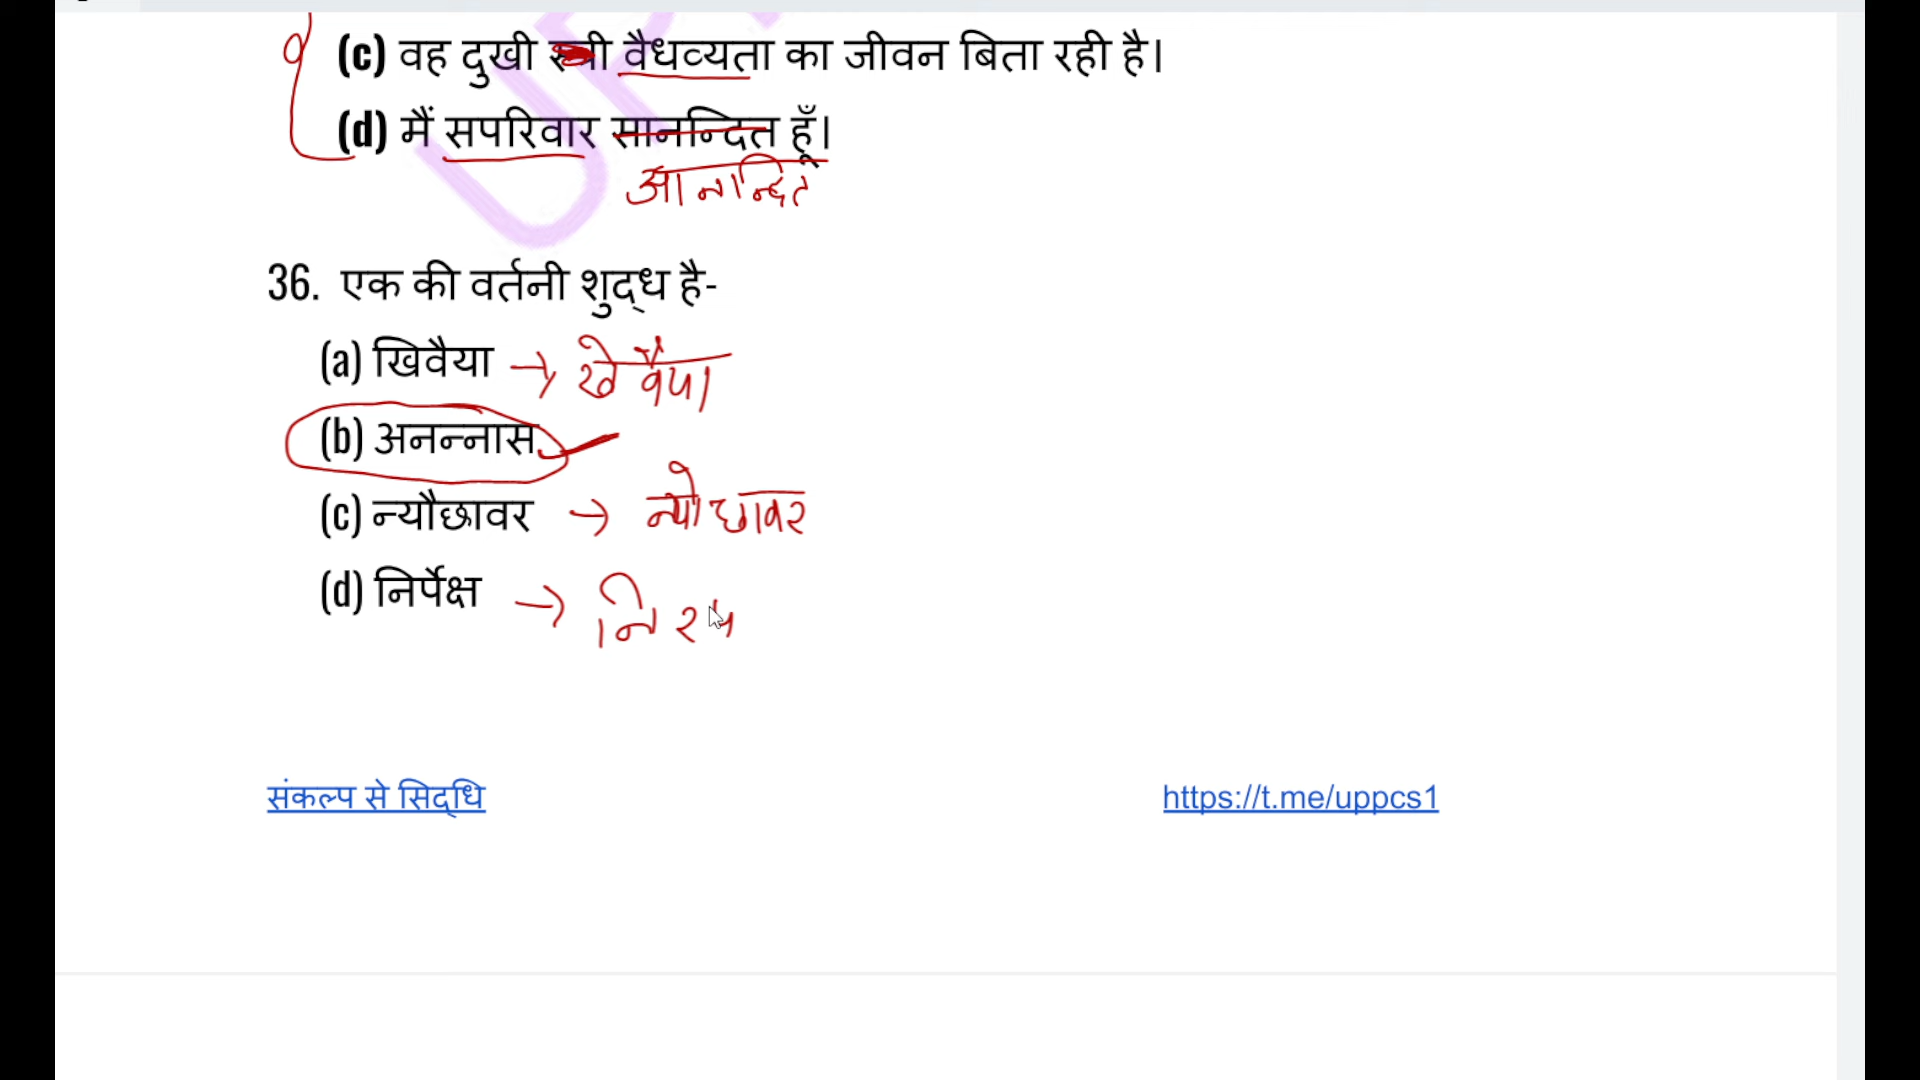 (c) वह दुखी वैधव्यता का जीवन बिता रही है।
(d) मैं सपरिवार सानन्दित हूँ।
आनन्दित
36. एक की वर्तनी शुद्ध है-
(a) खिवैया → खेवैया
(b) अनन्नास
(c) न्यौछावर → न्योछावर
(d) निर्पेक्ष → निरप
संकल्प से सिद्धि https://t.me/uppcs1